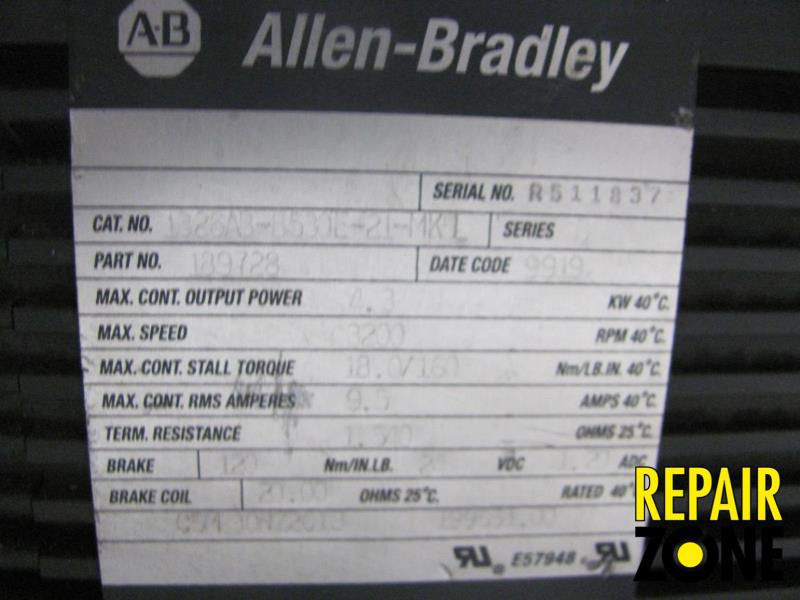 A-B Allen-Bradley
SERIAL NO. R511837
CAT. NO. SERIES
PART NO. 189728 DATE CODE 9919
MAX. CONT. OUTPUT POWER 4.3 KW 40°C.
MAX. SPEED 3200 RPM 40°C.
MAX. CONT. STALL TORQUE 18.0/160 Nm/LB.IN. 40°C.
MAX. CONT. RMS AMPERES 9.5 AMPS 40°C.
TERM. RESISTANCE OHMS 25°C.
BRAKE Nm/IN.LB. VDC ADC
BRAKE COIL 20.00 OHMS 25°C. RATED 40°
E57948
REPAIR
ZONE